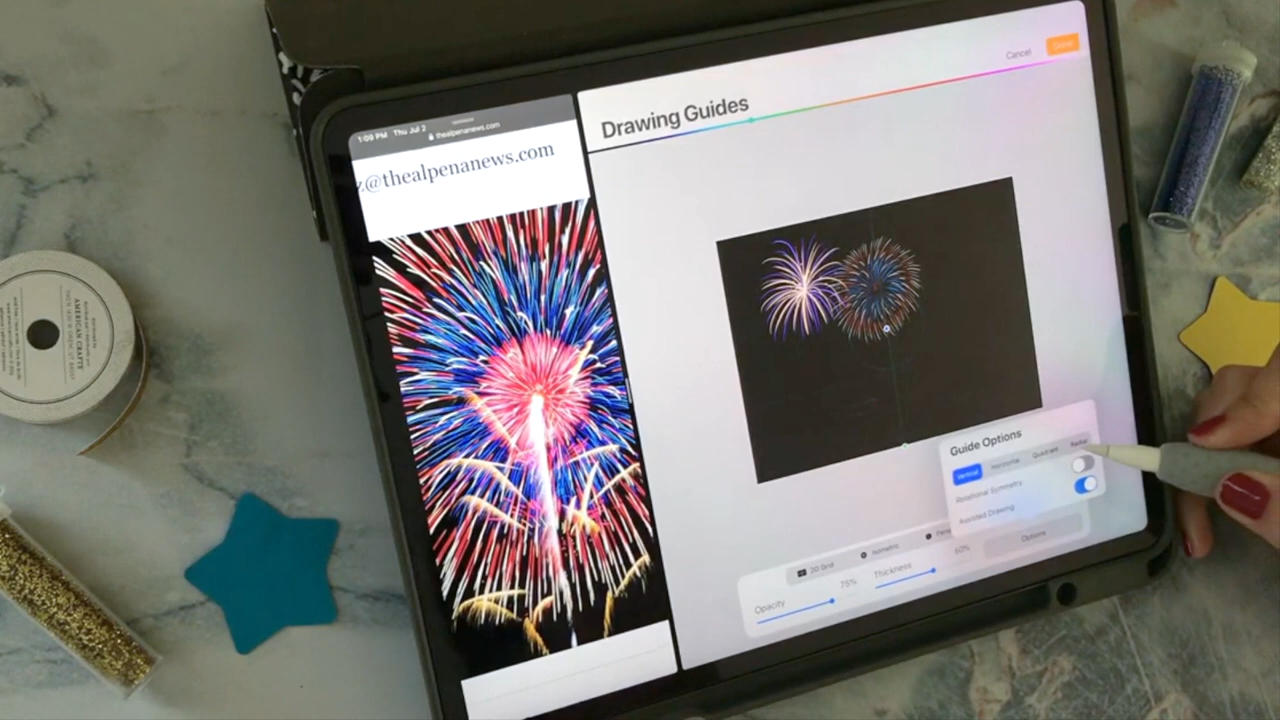 1:09 PM Thu Jul 2
thealpenanews.com
z@thealpenanews.com
Cancel
Drawing Guides
Guide Options
Vertical Horizontal Quadrant Radial
Rotational Symmetry
Assisted Drawing
2D Grid
Isometric
Opacity
75%
Thickness
60%
Options
AMERICAN CRAFTS